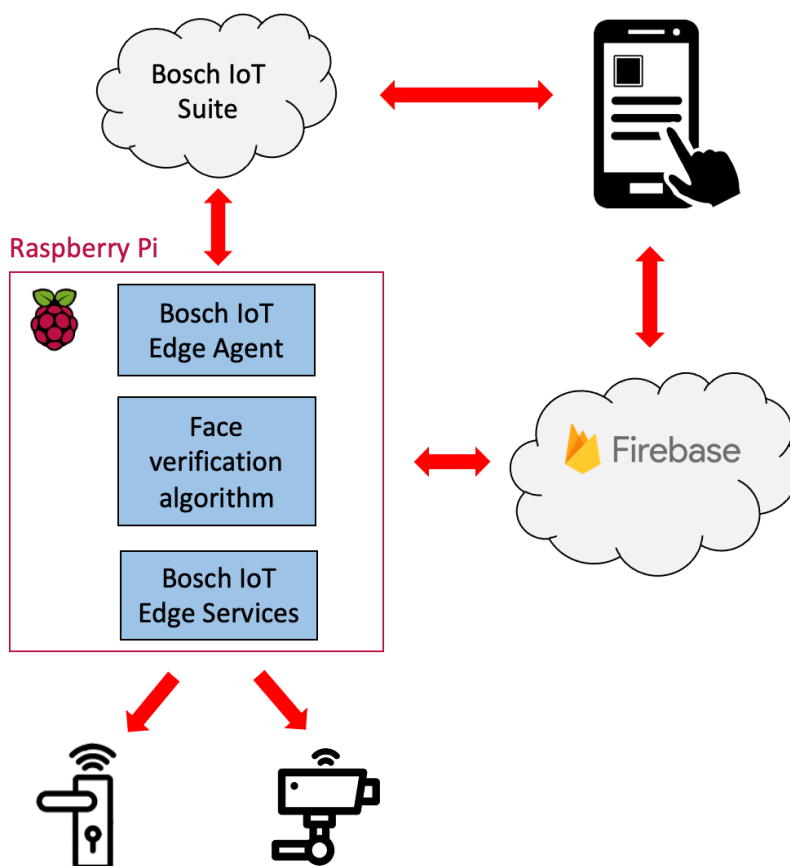 Bosch IoT
Suite
Raspberry Pi
Bosch IoT
Edge Agent
Face
verification
algorithm
Firebase
Bosch IoT
Edge Services